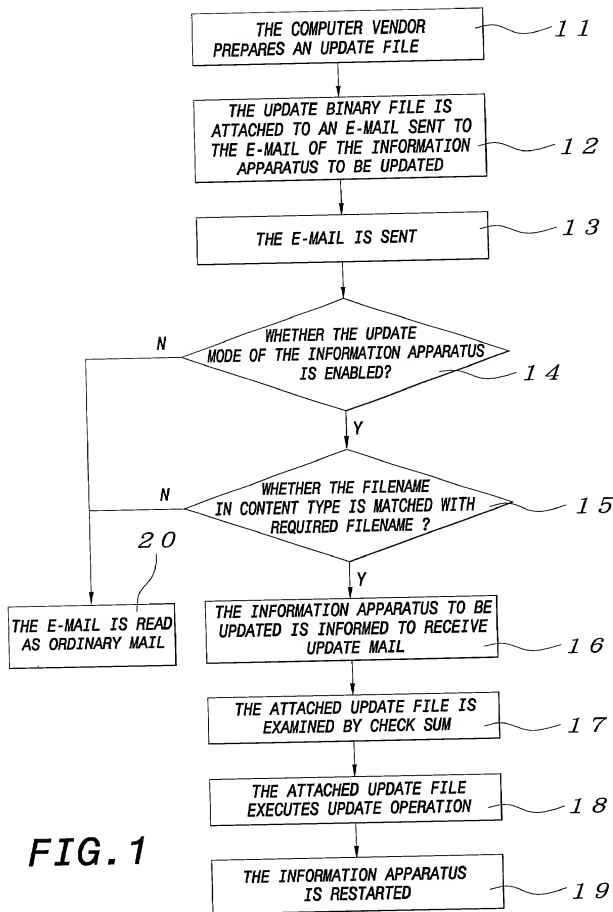 THE COMPUTER VENDOR
PREPARES AN UPDATE FILE
11
THE UPDATE BINARY FILE IS
ATTACHED TO AN E-MAIL SENT TO
THE E-MAIL OF THE INFORMATION
APPARATUS TO BE UPDATED
12
THE E-MAIL IS SENT
13
N
WHETHER THE UPDATE
MODE OF THE INFORMATION APPARATUS
IS ENABLED?
14
Y
N
WHETHER THE FILENAME
IN CONTENT TYPE IS MATCHED WITH
REQUIRED FILENAME ?
15
20
Y
THE E-MAIL IS READ
AS ORDINARY MAIL
THE INFORMATION APPARATUS TO BE
UPDATED IS INFORMED TO RECEIVE
UPDATE MAIL
16
THE ATTACHED UPDATE FILE IS
EXAMINED BY CHECK SUM
17
THE ATTACHED UPDATE FILE
EXECUTES UPDATE OPERATION
18
FIG.1
THE INFORMATION APPARATUS
IS RESTARTED
19